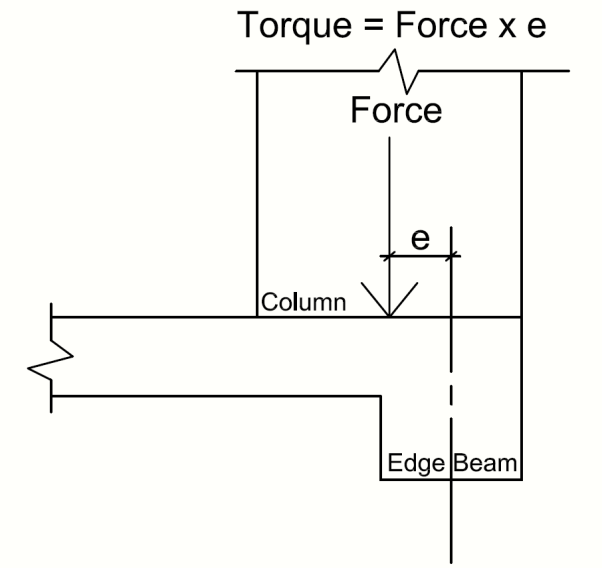 Torque = Force x e
Force
e
Column
Edge Beam